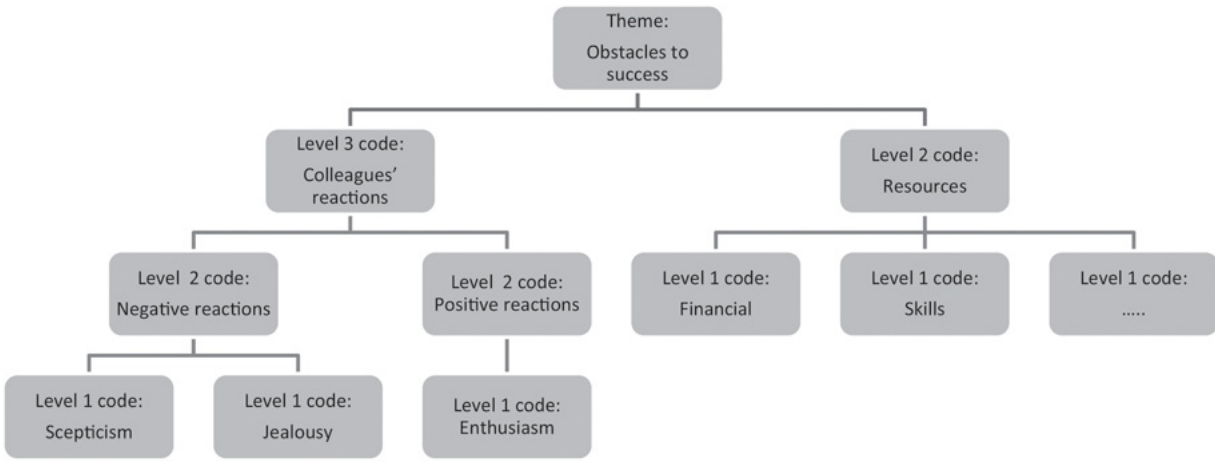 Theme:
Obstacles to
success
Level 3 code:
Colleagues’
reactions
Level 2 code:
Resources
Level 2 code:
Negative reactions
Level 2 code:
Positive reactions
Level 1 code:
Financial
Level 1 code:
Skills
Level 1 code:
.....
Level 1 code:
Scepticism
Level 1 code:
Jealousy
Level 1 code:
Enthusiasm